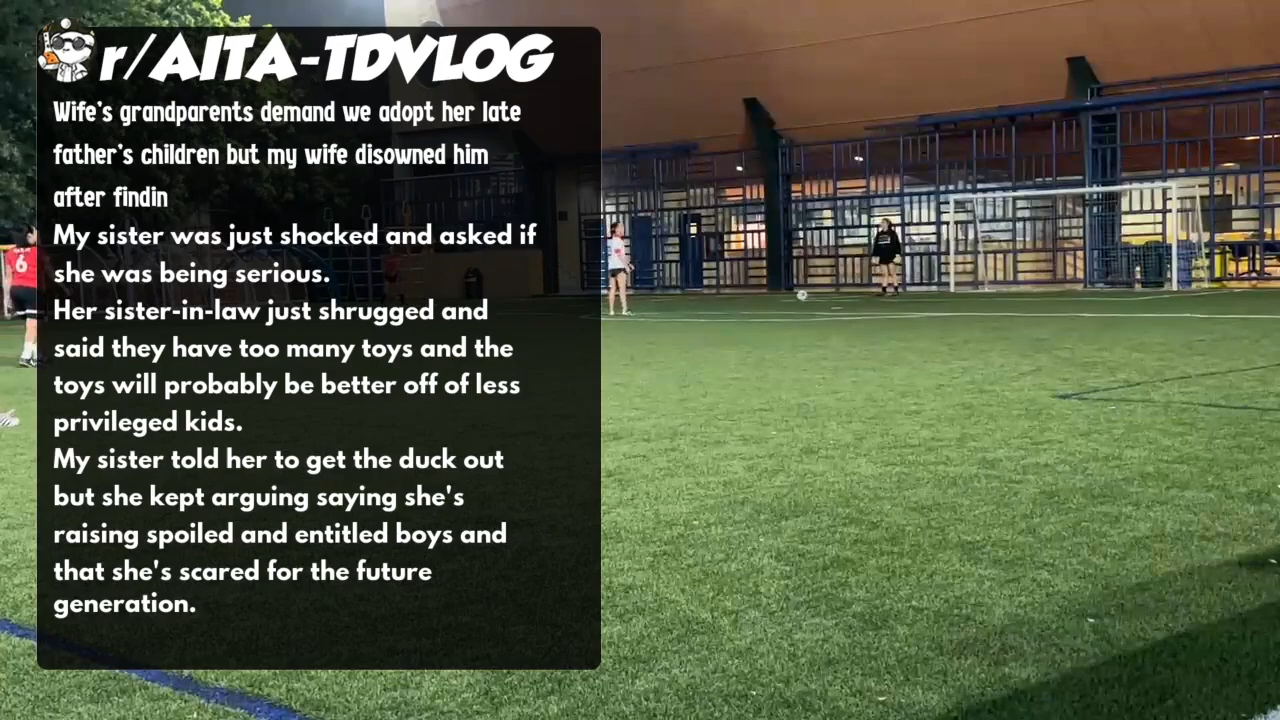 r/AITA-TDVLOG
Wife's grandparents demand we adopt her late
father's children but my wife disowned him
after findin
My sister was just shocked and asked if
she was being serious.
Her sister-in-law just shrugged and
said they have too many toys and the
toys will probably be better off of less
privileged kids.
My sister told her to get the duck out
but she kept arguing saying she's
raising spoiled and entitled boys and
that she's scared for the future
generation.
6